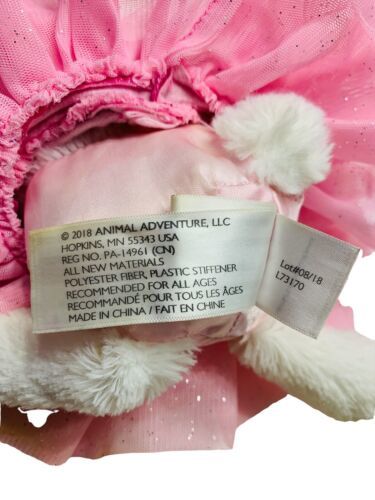 © 2018 ANIMAL ADVENTURE, LLC
HOPKINS, MN 55343 USA
REG NO. PA-14961 (CN)
ALL NEW MATERIALS
POLYESTER FIBER, PLASTIC STIFFENER
RECOMMENDED FOR ALL AGES
RECOMMANDÉ POUR TOUS LES ÂGES
MADE IN CHINA / FAIT EN CHINE
Lot#08/18
L73170